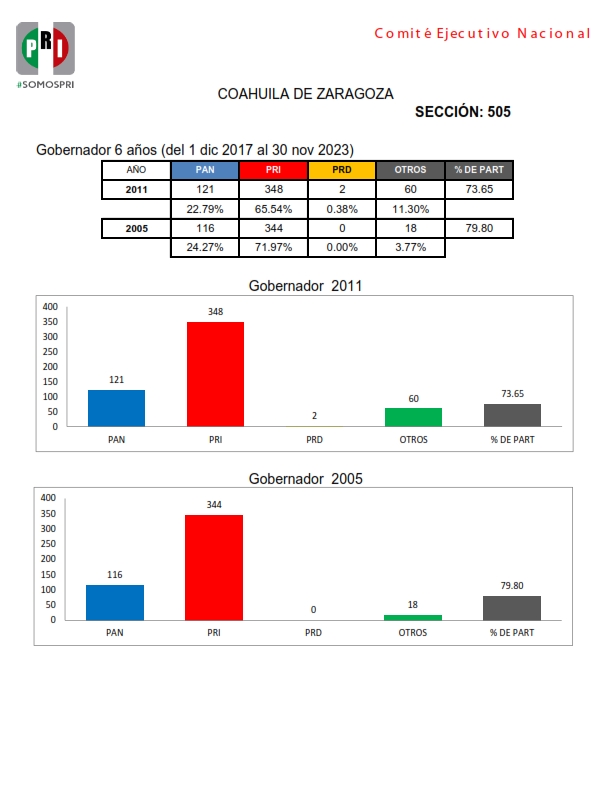 Comité Ejecutivo Nacional
PRI
#SOMOSPRI
COAHUILA DE ZARAGOZA
SECCIÓN: 505
Gobernador 6 años (del 1 dic 2017 al 30 nov 2023)
AÑO PAN PRI PRD OTROS % DE PART
2011 121 348 2 60 73.65
22.79% 65.54% 0.38% 11.30%
2005 116 344 0 18 79.80
24.27% 71.97% 0.00% 3.77%
Gobernador 2011
400
350
300
250
200
150
100
50
0
121
348
2
60
73.65
PAN PRI PRD OTROS % DE PART
Gobernador 2005
400
350
300
250
200
150
100
50
0
116
344
0
18
79.80
PAN PRI PRD OTROS % DE PART